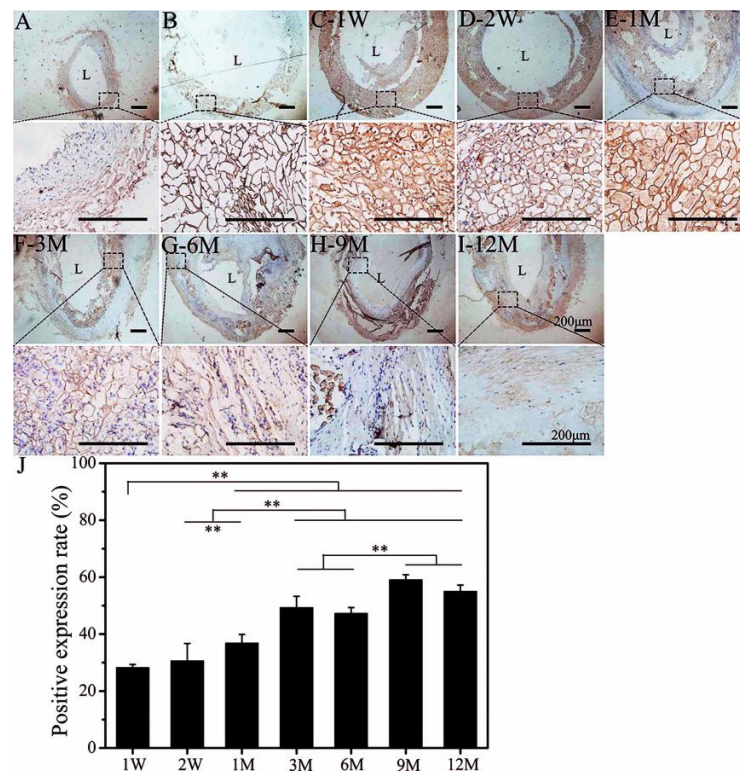 A B C-1W D-2W E-1M
L L L L L
F-3M G-6M H-9M I-12M
L L L L
200μm
200μm
J
Positive expression rate (%)
100
80
60
40
20
0
**
**
**
**
1W 2W 1M 3M 6M 9M 12M